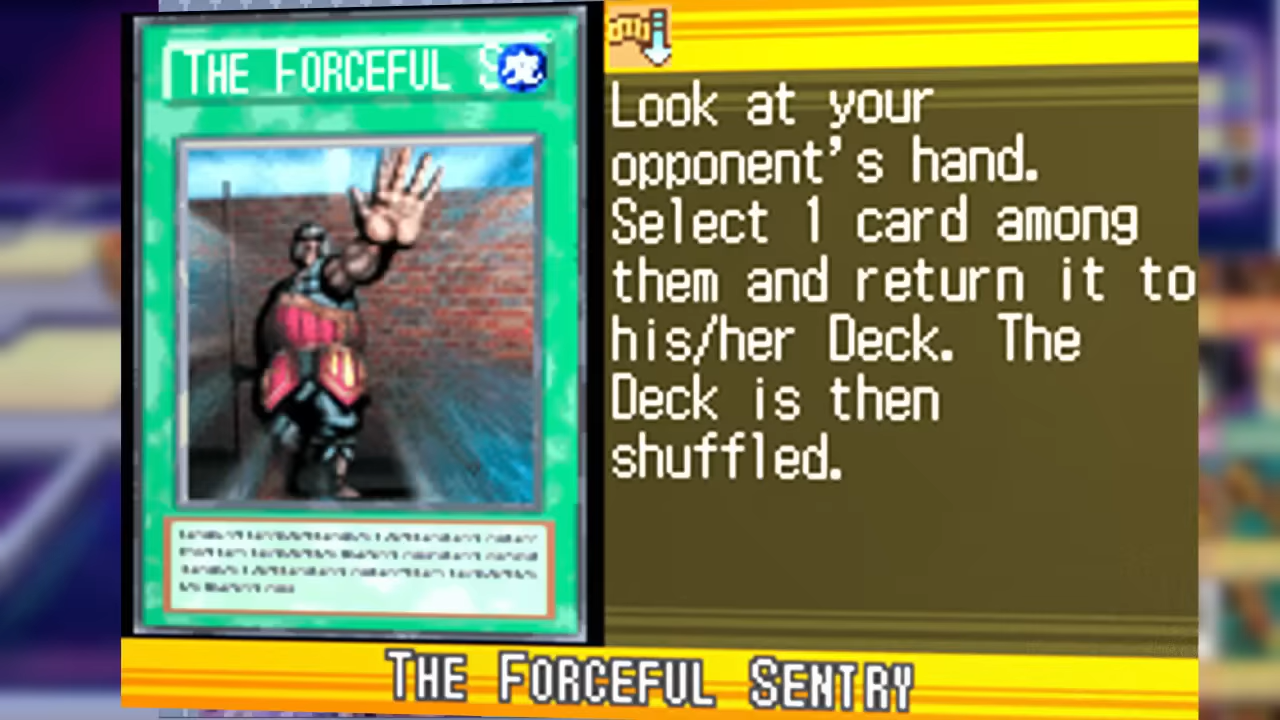 THE FORCEFUL S
魔
Look at your
opponent's hand.
Select 1 card among
them and return it to
his/her Deck. The
Deck is then
shuffled.
THE FORCEFUL SENTRY